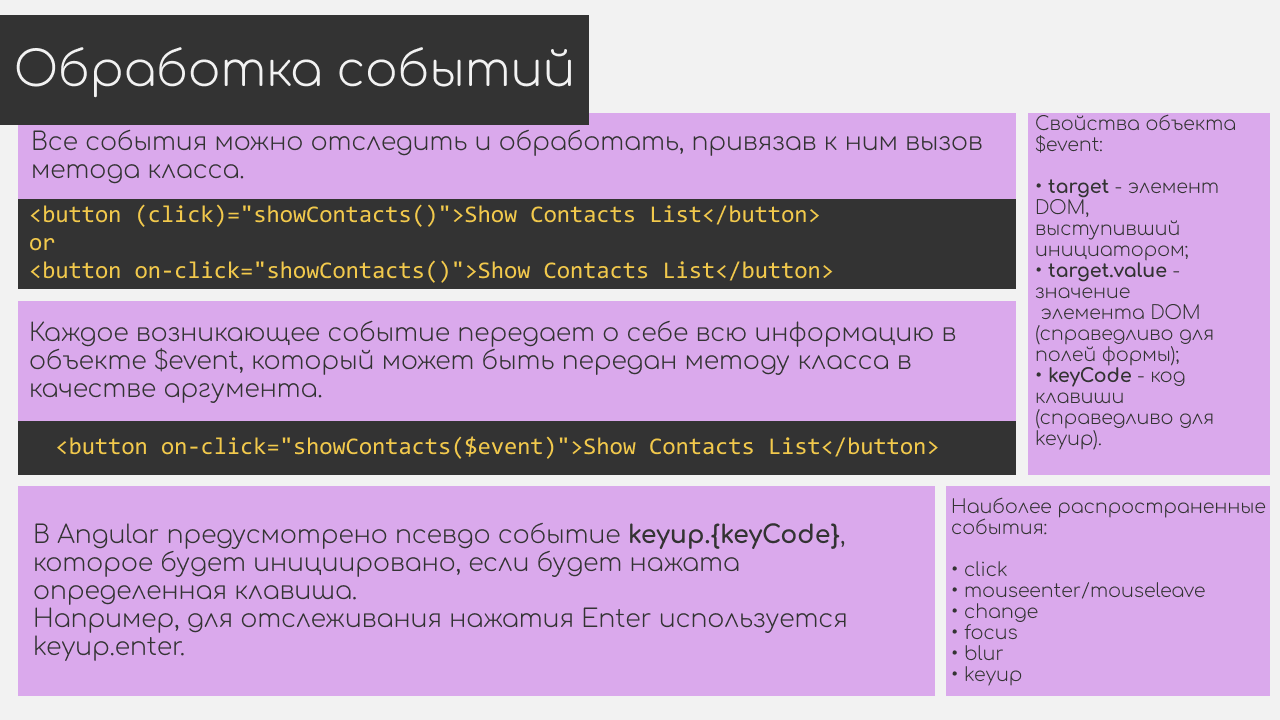 Обработка событий
Все события можно отследить и обработать, привязав к ним вызов
метода класса.
<button (click)="showContacts()">Show Contacts List</button>
or
<button on-click="showContacts()">Show Contacts List</button>
Каждое возникающее событие передает о себе всю информацию в
объекте $event, который может быть передан методу класса в
качестве аргумента.
<button on-click="showContacts($event)">Show Contacts List</button>
Свойства объекта
$event:
• target - элемент
DOM,
выступивший
инициатором;
• target.value -
значение
элемента DOM
(справедливо для
полей формы);
• keyCode - код
клавиши
(справедливо для
keyup).
В Angular предусмотрено псевдо событие keyup.{keyCode},
которое будет инициировано, если будет нажата
определенная клавиша.
Например, для отслеживания нажатия Enter используется
keyup.enter.
Наиболее распространенные
события:
• click
• mouseenter/mouseleave
• change
• focus
• blur
• keyup